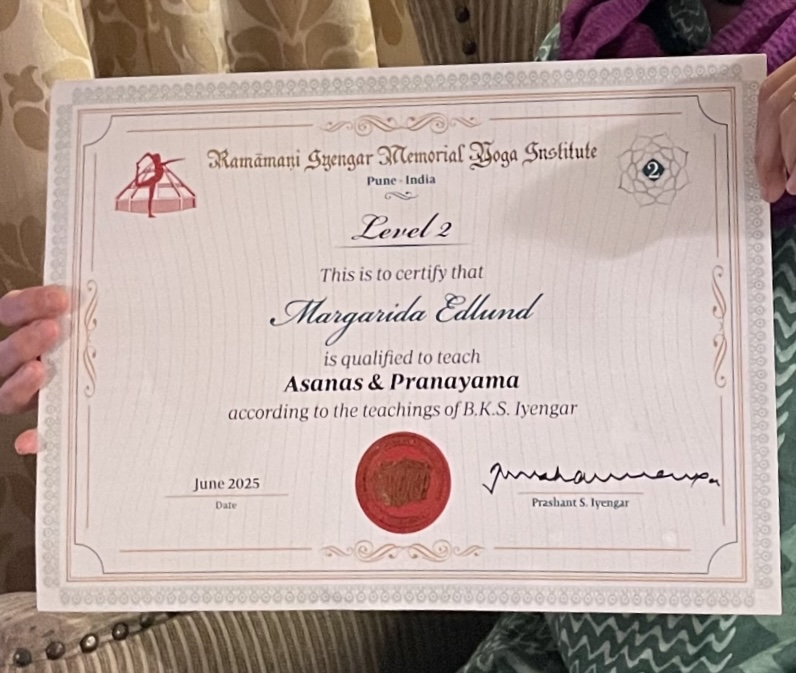 Ramāmaṇi Iyengar Memorial Yoga Institute
Pune - India
2
Level 2
This is to certify that
Margarida Edlund
is qualified to teach
Asanas & Pranayama
according to the teachings of B.K.S. Iyengar
June 2025
Date
Prashant S. Iyengar